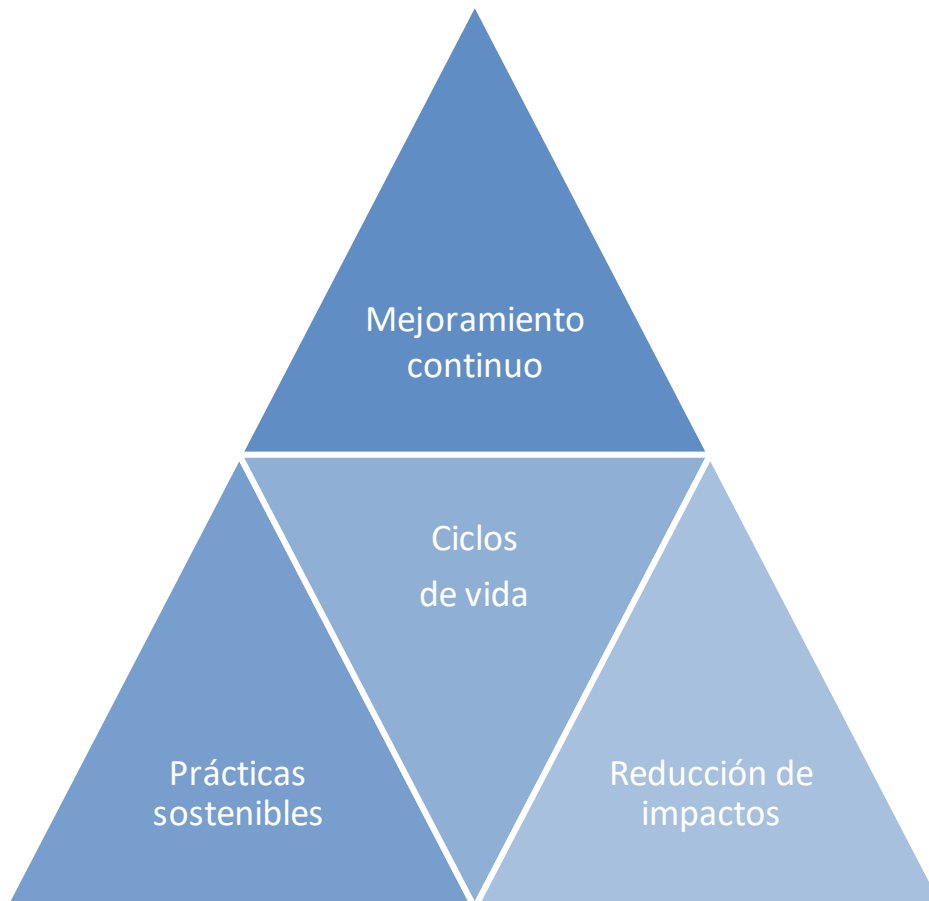 Mejoramiento
continuo
Ciclos
de vida
Prácticas
sostenibles
Reducción de
impactos